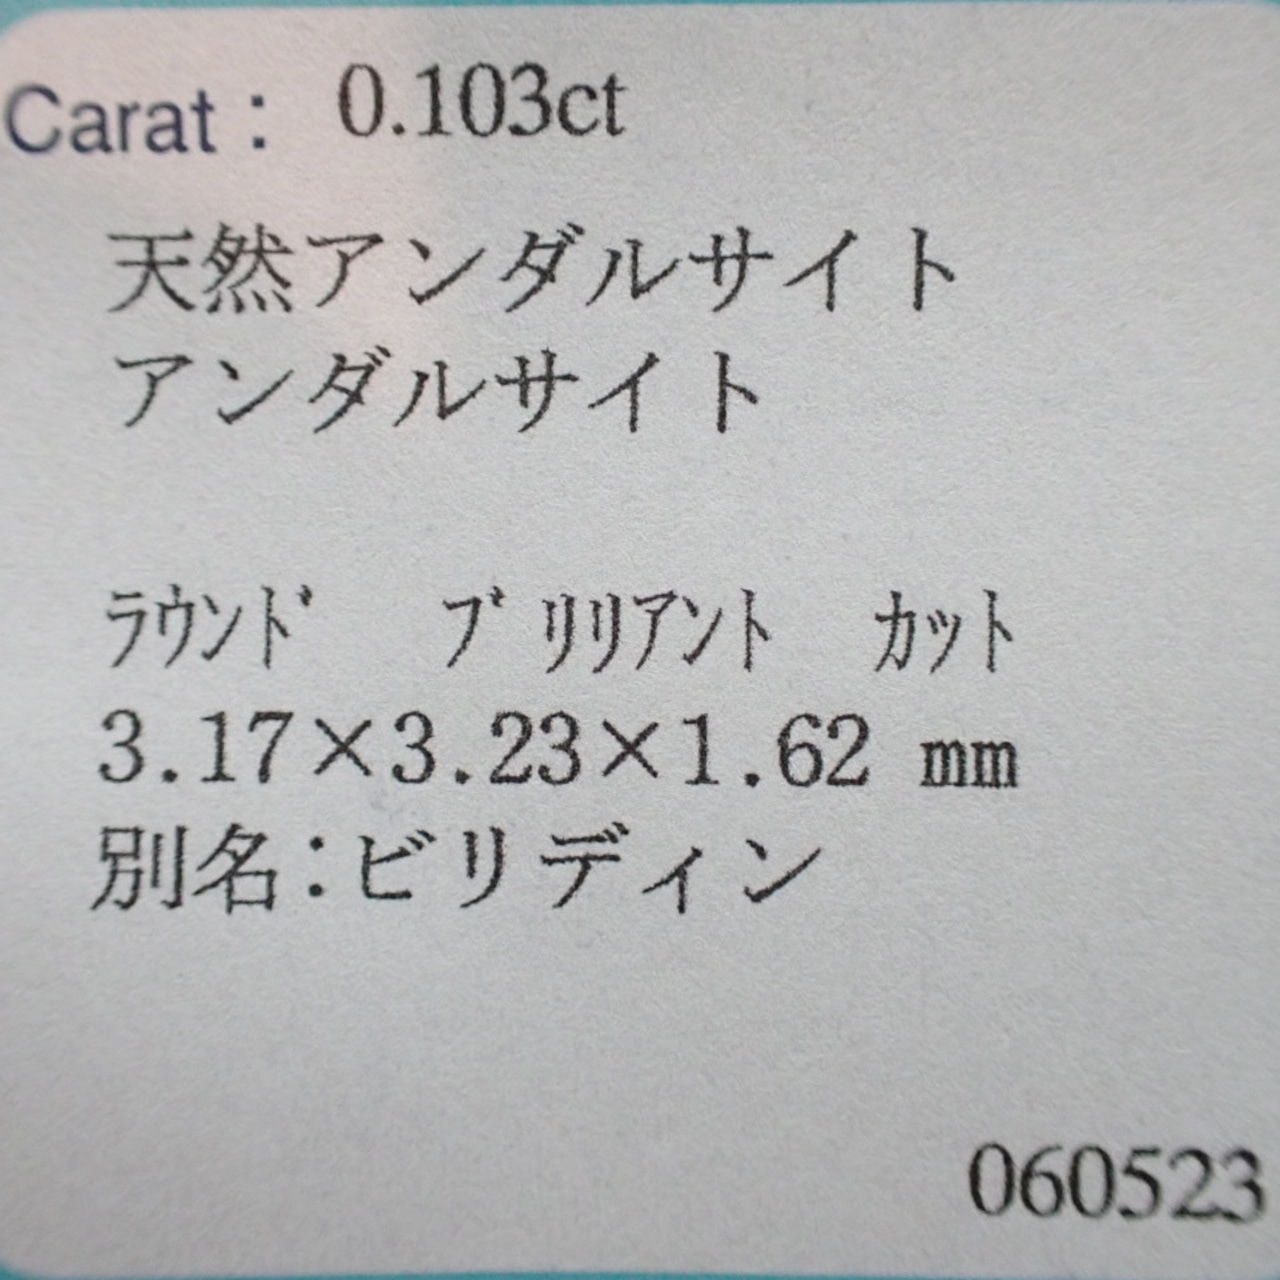 Carat : 0.103ct
天然アンダルサイト
アンダルサイト
ﾗｳﾝﾄﾞ ﾌﾞﾘﾘｱﾝﾄ ｶｯﾄ
3.17×3.23×1.62 mm
別名:ビリディン
060523